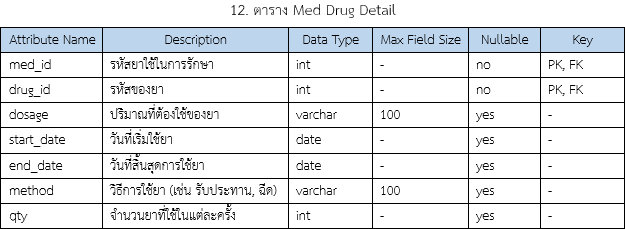 12. ตาราง Med Drug Detail
Attribute Name Description Data Type Max Field Size Nullable Key
med_id รหัสยาใช้ในการรักษา int - no PK, FK
drug_id รหัสของยา int - no PK, FK
dosage ปริมาณที่ต้องใช้ของยา varchar 100 yes -
start_date วันที่เริ่มใช้ยา date - yes -
end_date วันที่สิ้นสุดการใช้ยา date - yes -
method วิธีการใช้ยา (เช่น รับประทาน, ฉีด) varchar 100 yes -
qty จำนวนยาที่ใช้ในแต่ละครั้ง int - yes -